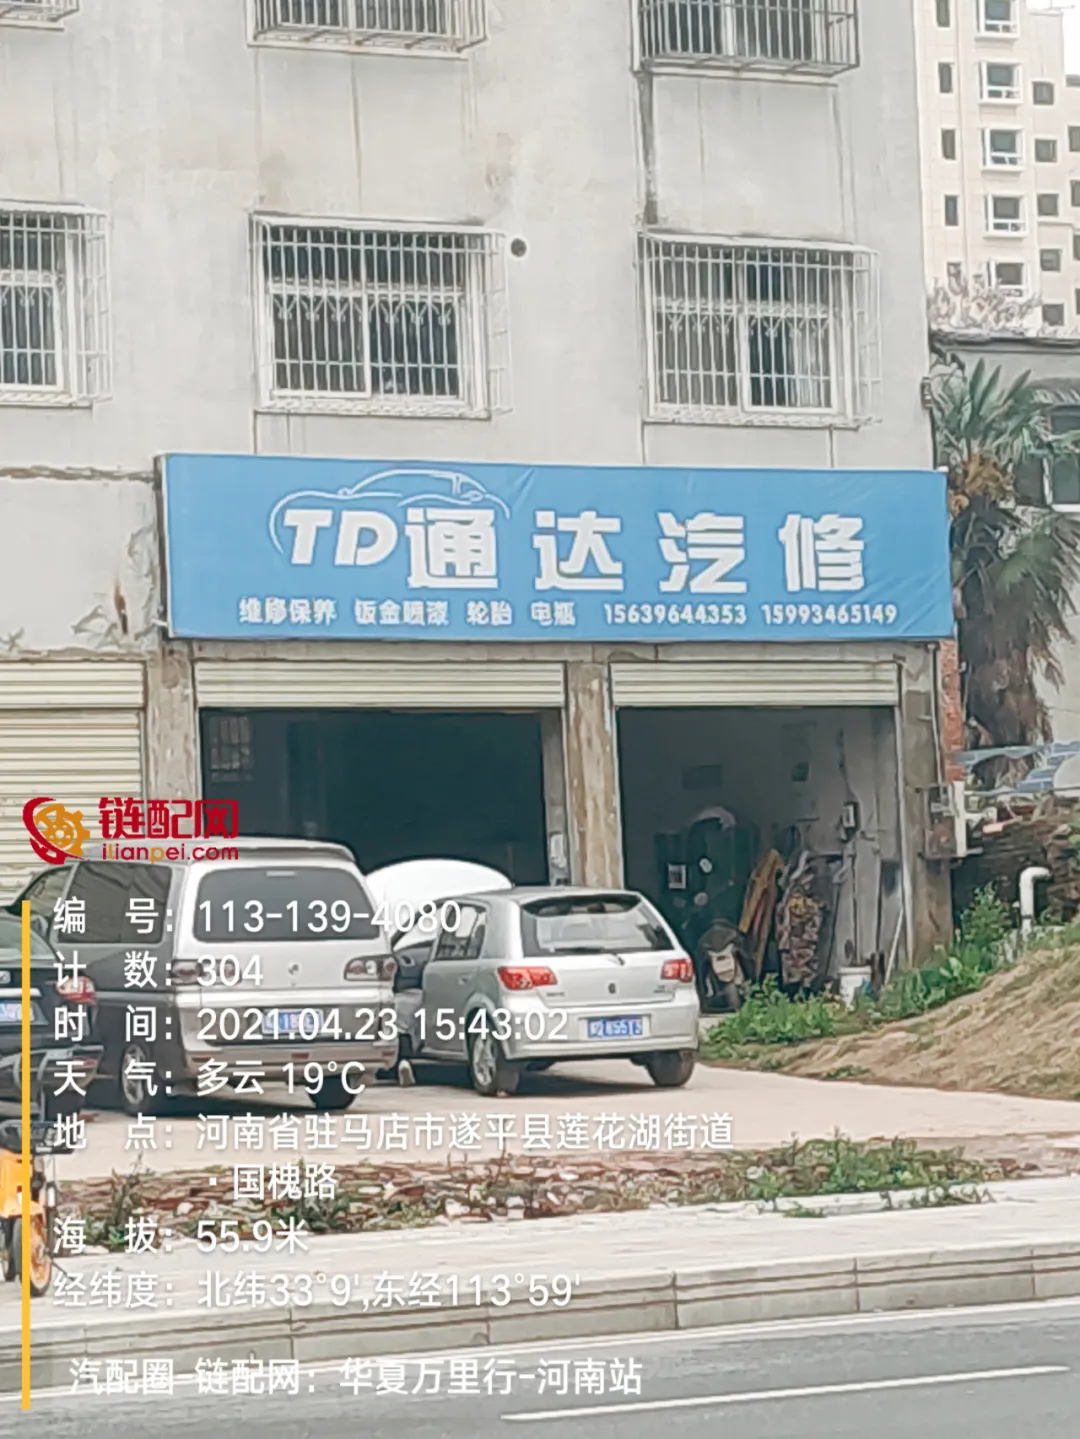 TD通达汽修
维修保养 钣金喷漆 轮胎 电瓶 15639644353 15993465149
链配网
ilianpei.com
编 号：113-139-4080
计 数：304
时 间：2021.04.23 15:43:02
天 气：多云 19°C
地 点：河南省驻马店市遂平县莲花湖街道
·国槐路
海 拔：55.9米
经纬度：北纬33°9',东经113°59'
汽配圈-链配网：华夏万里行-河南站